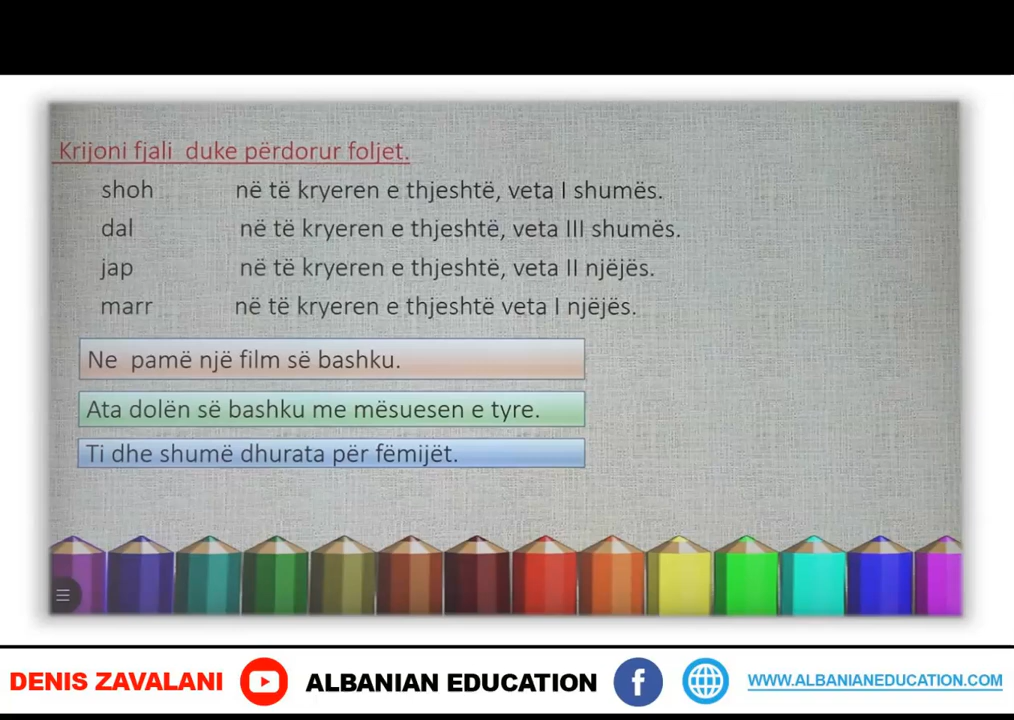 Krijoni fjali duke përdorur foljet.
shoh në të kryeren e thjeshtë, veta I shumës.
dal në të kryeren e thjeshtë, veta III shumës.
jap në të kryeren e thjeshtë, veta II njëjës.
marr në të kryeren e thjeshtë veta I njëjës.
Ne pamë një film së bashku.
Ata dolën së bashku me mësuesen e tyre.
Ti dhe shumë dhurata për fëmijët.
DENIS ZAVALANI ALBANIAN EDUCATION f WWW.ALBANIANEDUCATION.COM